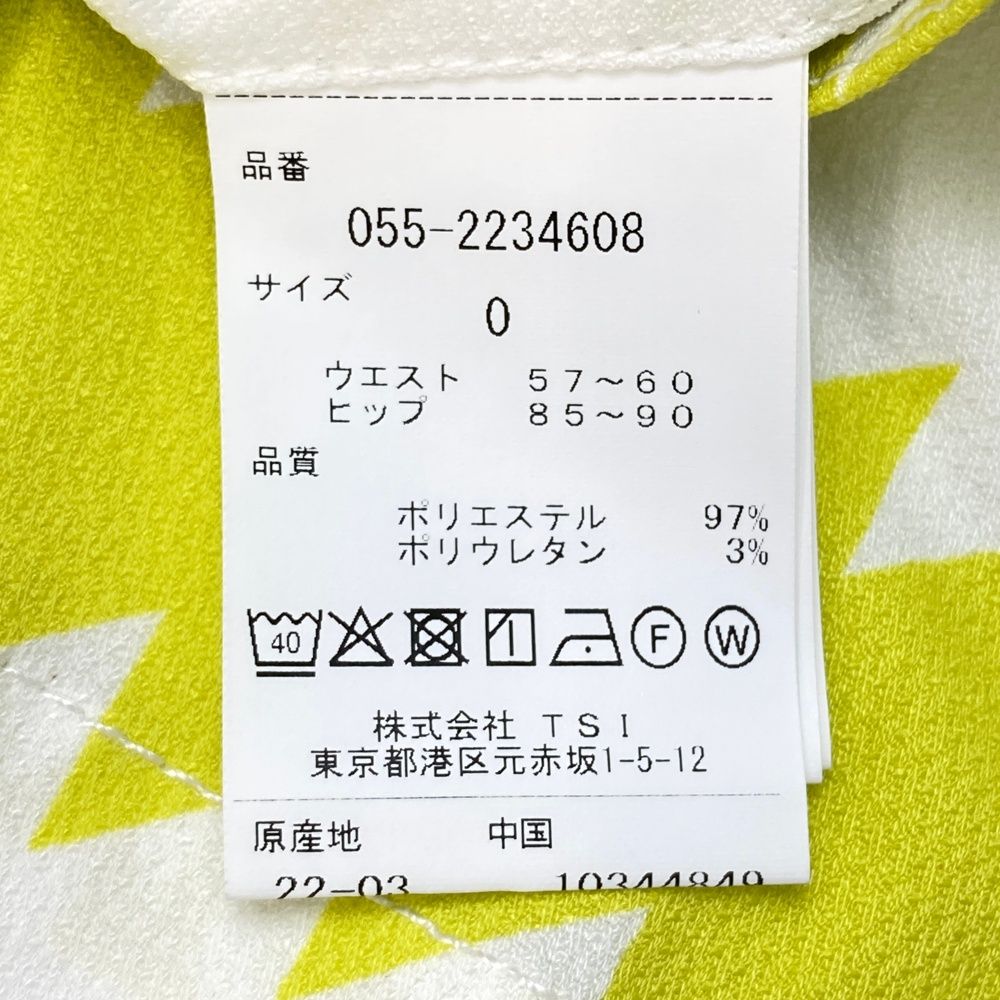 品番
055-2234608
サイズ
0
ウエスト 57～60
ヒップ 85～90
品質
ポリエステル 97%
ポリウレタン 3%
40 F W
株式会社 TSI
東京都港区元赤坂1-5-12
原産地 中国
22-03 10344849